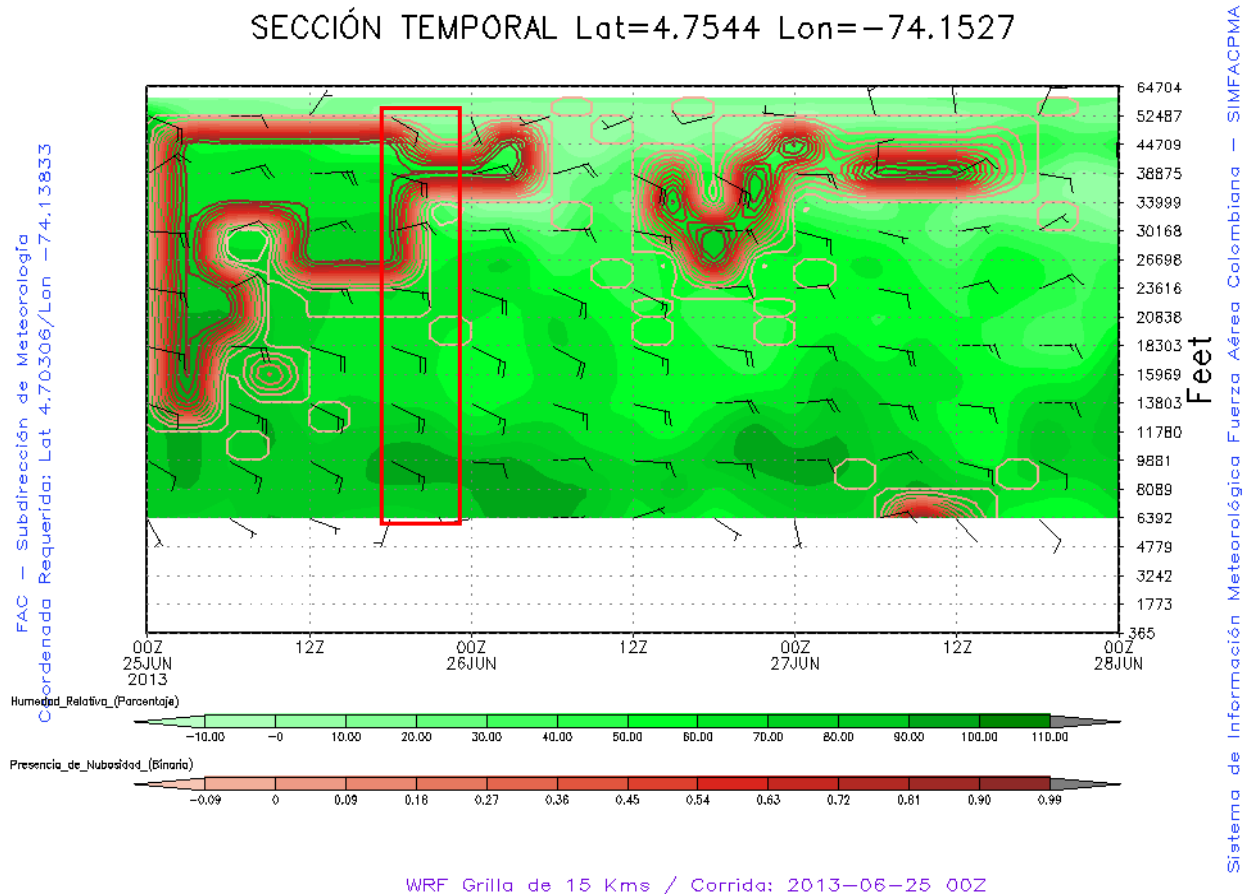 SECCIÓN TEMPORAL Lat=4.7544 Lon=−74.1527
FAC − Subdirección de Meteorología
Coordenada Requerida: Lat 4.70306/Lon −74.13833
64704
52487
44709
38875
33999
30168
26698
23616
20838
18303
15969
13803
11780
9881
8089
6392
4779
3242
1773
365
Feet
Sistema de Información Meteorológica Fuerza Aérea Colombiana − SIMFACPMA
00Z 12Z 00Z 12Z 00Z 12Z 00Z
25JUN 26JUN 27JUN 28JUN
2013
Humedad_Relativa_(Parcentaje)
−10.00 −0 10.00 20.00 30.00 40.00 50.00 60.00 70.00 80.00 90.00 100.00 110.00
Presencia_de_Nubosidad_(Binaria)
−0.09 0 0.09 0.18 0.27 0.36 0.45 0.54 0.63 0.72 0.81 0.90 0.99
WRF Grilla de 15 Kms / Corrida: 2013−06−25 00Z